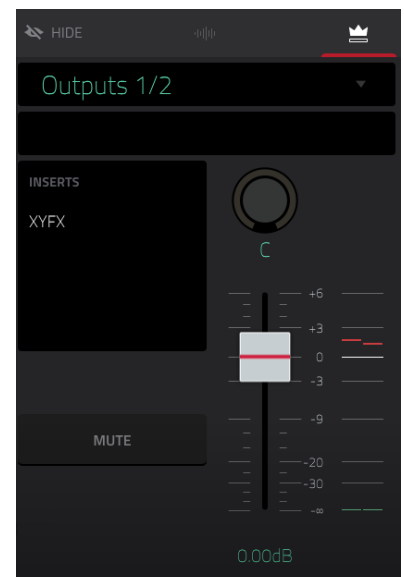 HIDE
Outputs 1/2
INSERTS
XYFX
C
+6
+3
0
-3
-9
MUTE
-20
-30
-∞
0.00dB